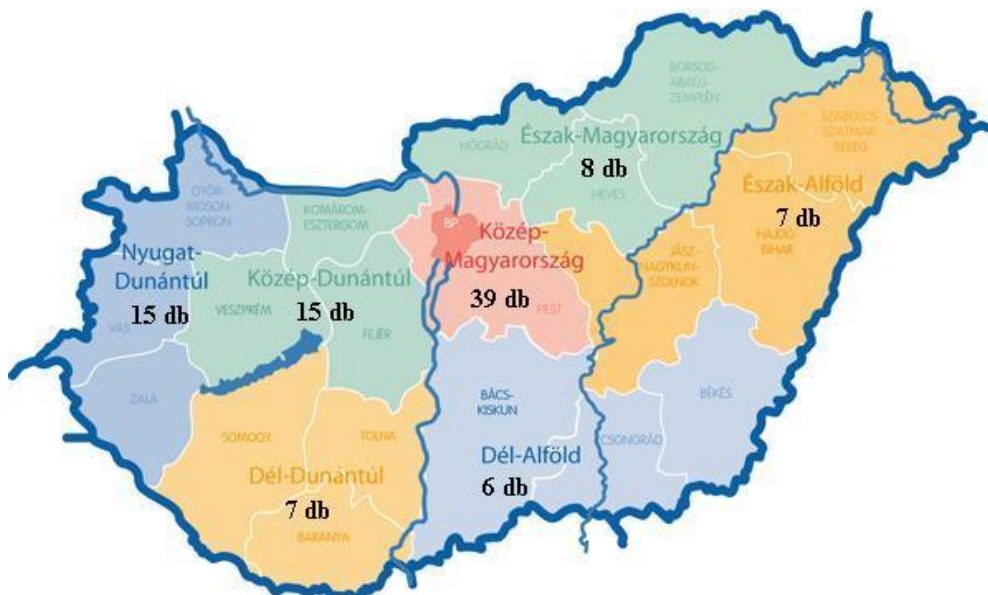 BORSOD-
ABAÚJ-
ZEMPLÉN
SZABOLCS-
SZATMÁR-
BEREG
Észak-Magyarország
NÓGRÁD
8 db
HEVES
Észak-Alföld
7 db
HAJDÚ-
BIHAR
GYŐR-
MOSON-
SOPRON
KOMÁROM-
ESZTERGOM
BP.
Közép-
Magyarország
39 db
PEST
JÁSZ-
NAGYKUN-
SZOLNOK
Nyugat-
Dunántúl
15 db
VAS
Közép-Dunántúl
VESZPRÉM
15 db
FEJÉR
ZALA
BÁCS-
KISKUN
BÉKÉS
SOMOGY
TOLNA
CSONGRÁD
Dél-Alföld
6 db
Dél-Dunántúl
7 db
BARANYA